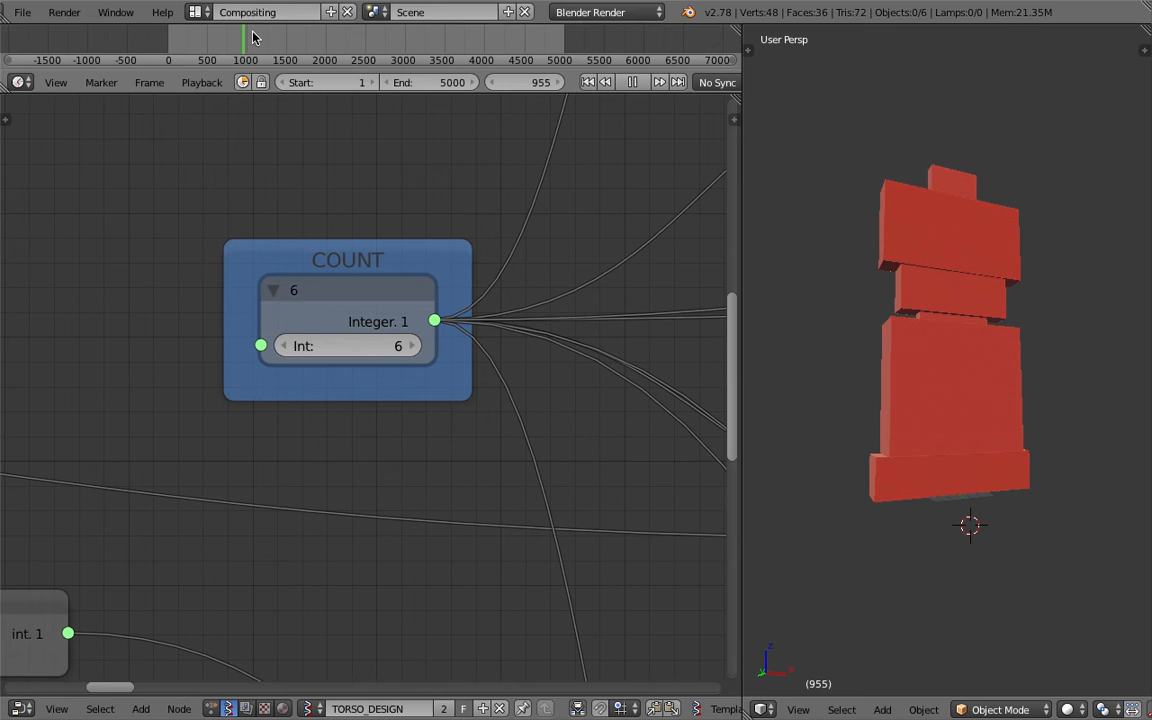 File Render Window Help Compositing Scene Blender Render v2.78 | Verts:48 | Faces:36 | Tris:72 | Objects:0/6 | Lamps:0/0 | Mem:21.35M
-1500 -1000 -500 0 500 1000 1500 2000 2500 3000 3500 4000 4500 5000 5500 6000 6500 7000
View Marker Frame Playback Start: 1 End: 5000 955 No Sync
User Persp
COUNT
6
Integer. 1
Int: 6
int. 1
(955)
z
x
y
View Select Add Node TORSO_DESIGN 2 F Templa
View Select Add Object Object Mode